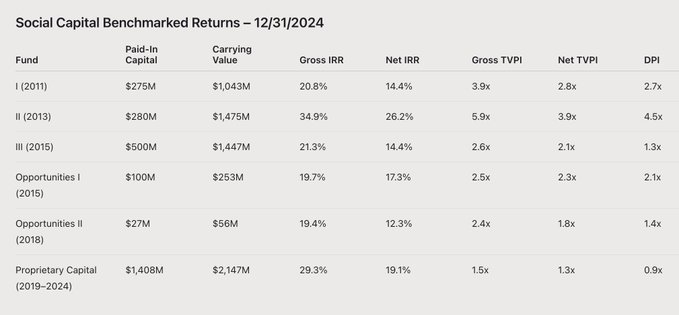 Social Capital Benchmarked Returns – 12/31/2024
Fund Paid-In Capital Carrying Value Gross IRR Net IRR Gross TVPI Net TVPI DPI
I (2011) $275M $1,043M 20.8% 14.4% 3.9x 2.8x 2.7x
II (2013) $280M $1,475M 34.9% 26.2% 5.9x 3.9x 4.5x
III (2015) $500M $1,447M 21.3% 14.4% 2.6x 2.1x 1.3x
Opportunities I (2015) $100M $253M 19.7% 17.3% 2.5x 2.3x 2.1x
Opportunities II (2018) $27M $56M 19.4% 12.3% 2.4x 1.8x 1.4x
Proprietary Capital (2019–2024) $1,408M $2,147M 29.3% 19.1% 1.5x 1.3x 0.9x